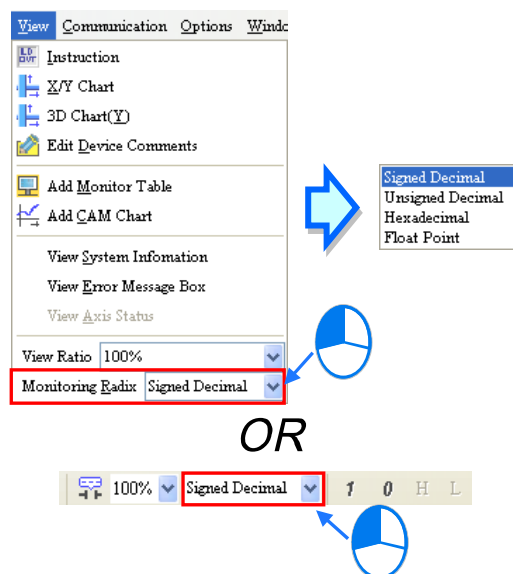 View Communication Options Windo
LD OUT Instruction
X/Y Chart
3D Chart(Y)
Edit Device Comments
Add Monitor Table
Add CAM Chart
View System Infomation
View Error Message Box
View Axis Status
View Ratio 100%
Monitoring Radix Signed Decimal
Signed Decimal
Unsigned Decimal
Hexadecimal
Float Point
OR
100% Signed Decimal 1 0 H L